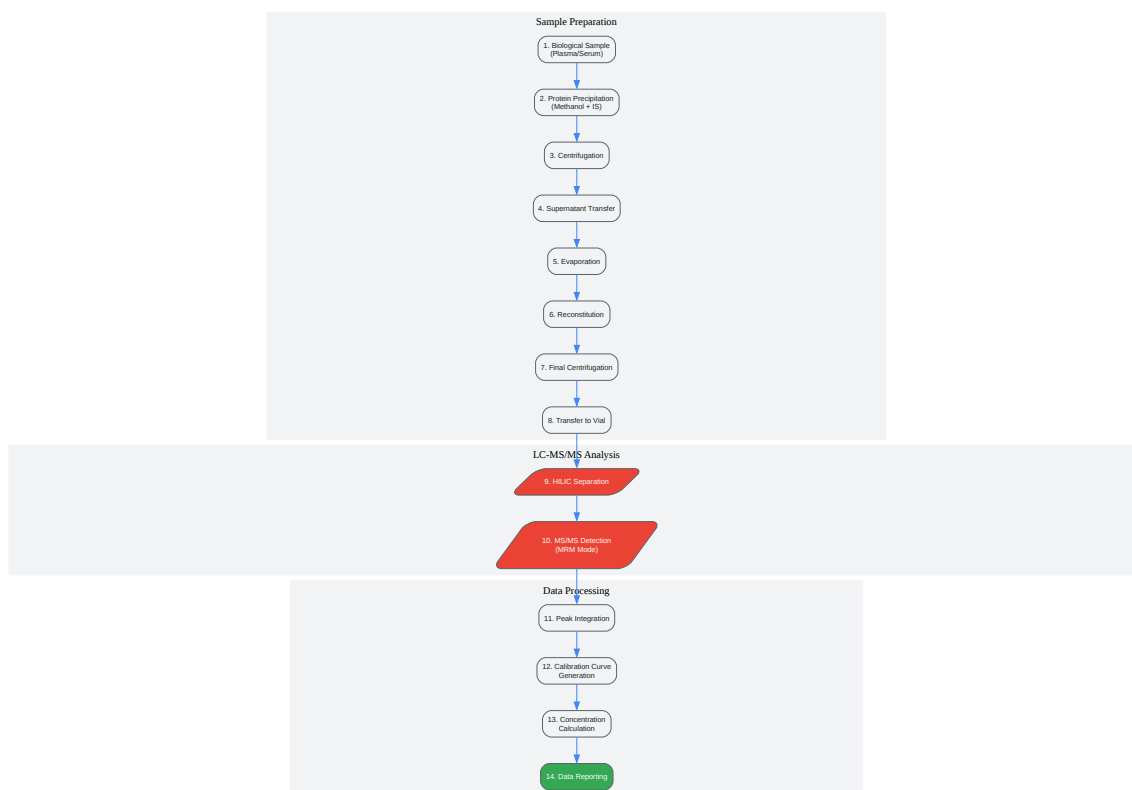 Sample Preparation
1. Biological Sample
(Plasma/Serum)
2. Protein Precipitation
(Methanol + IS)
3. Centrifugation
4. Supernatant Transfer
5. Evaporation
6. Reconstitution
7. Final Centrifugation
8. Transfer to Vial
LC-MS/MS Analysis
9. HILIC Separation
10. MS/MS Detection
(MRM Mode)
Data Processing
11. Peak Integration
12. Calibration Curve
Generation
13. Concentration
Calculation
14. Data Reporting